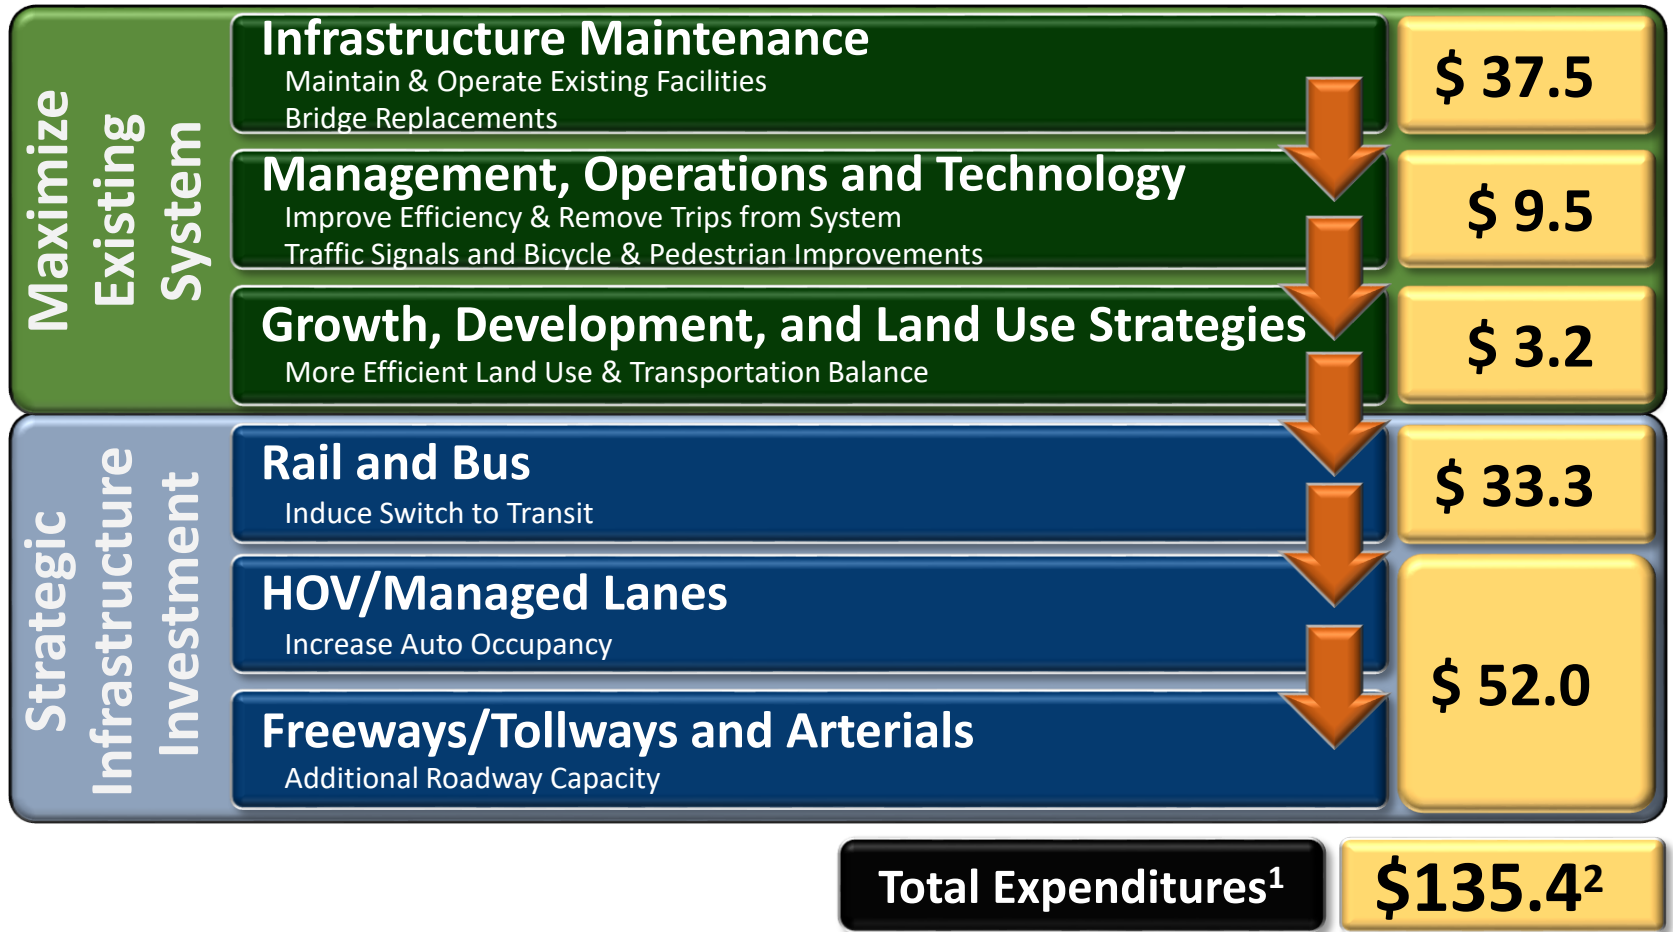 Maximize
Existing
System
Infrastructure Maintenance
Maintain & Operate Existing Facilities
Bridge Replacements
$ 37.5
Management, Operations and Technology
Improve Efficiency & Remove Trips from System
Traffic Signals and Bicycle & Pedestrian Improvements
$ 9.5
Growth, Development, and Land Use Strategies
More Efficient Land Use & Transportation Balance
$ 3.2
Strategic
Infrastructure
Investment
Rail and Bus
Induce Switch to Transit
$ 33.3
HOV/Managed Lanes
Increase Auto Occupancy
$ 52.0
Freeways/Tollways and Arterials
Additional Roadway Capacity
Total Expenditures¹
$135.4²